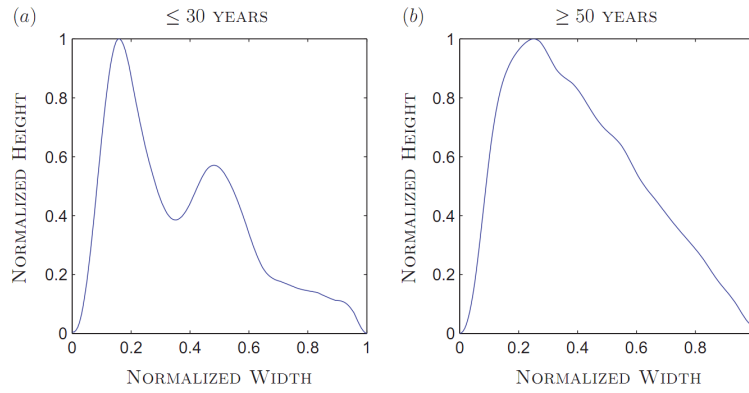 (a) ≤ 30 YEARS
1
0.8
0.6
0.4
0.2
0
0 0.2 0.4 0.6 0.8 1
NORMALIZED HEIGHT
NORMALIZED WIDTH
(b) ≥ 50 YEARS
1
0.8
0.6
0.4
0.2
0
0 0.2 0.4 0.6 0.8
NORMALIZED HEIGHT
NORMALIZED WIDTH